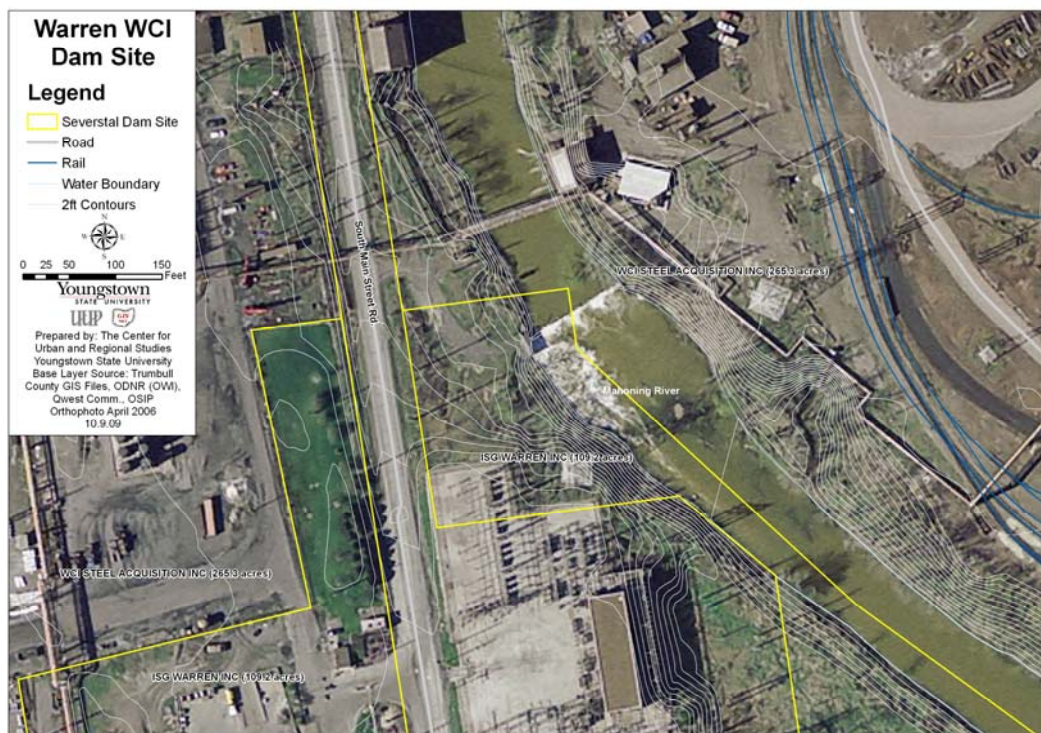 Warren WCI
Dam Site
Legend
Severstal Dam Site
Road
Rail
Water Boundary
2ft Contours
N
W E
S
0 25 50 100 150
Feet
Youngstown
STATE UNIVERSITY
Prepared by: The Center for
Urban and Regional Studies
Youngstown State University
Base Layer Source: Trumbull
County GIS Files, ODNR (OWI),
Qwest Comm., OSIP
Orthophoto April 2006
10.9.09
South Main Street Rd
WCI STEEL ACQUISITION INC (265.3 acres)
Mahoning River
ISG WARREN INC (109.2 acres)
WCI STEEL ACQUISITION INC (265.3 acres)
ISG WARREN INC (109.2 acres)